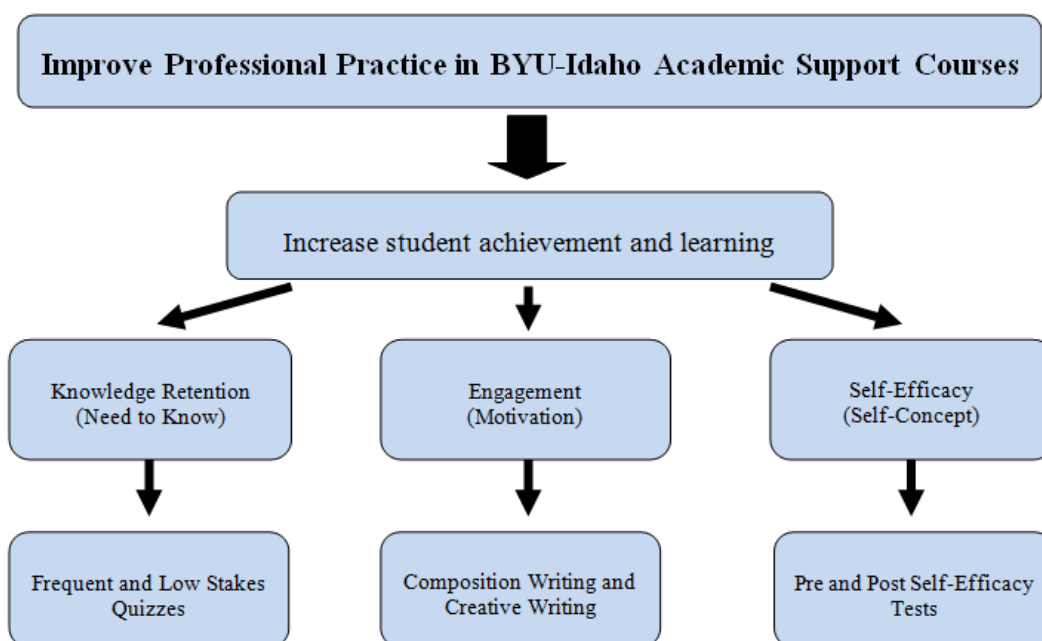 Improve Professional Practice in BYU-Idaho Academic Support Courses
Increase student achievement and learning
Knowledge Retention
(Need to Know)
Engagement
(Motivation)
Self-Efficacy
(Self-Concept)
Frequent and Low Stakes
Quizzes
Composition Writing and
Creative Writing
Pre and Post Self-Efficacy
Tests